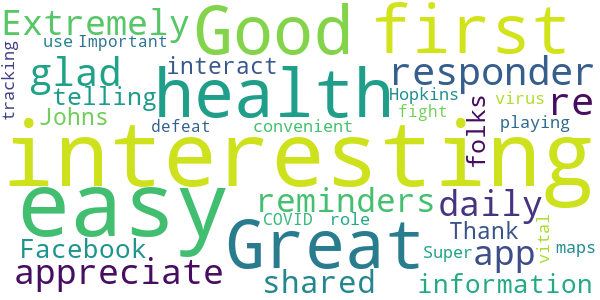 Extremely Good first
use Important
tracking
glad interact responder
telling health Hopkins re
Johns fight virus
defeat convenient folks playing
interesting
easy reminders daily
COVID role Thank vital
Facebook Great Super app maps
appreciate shared information